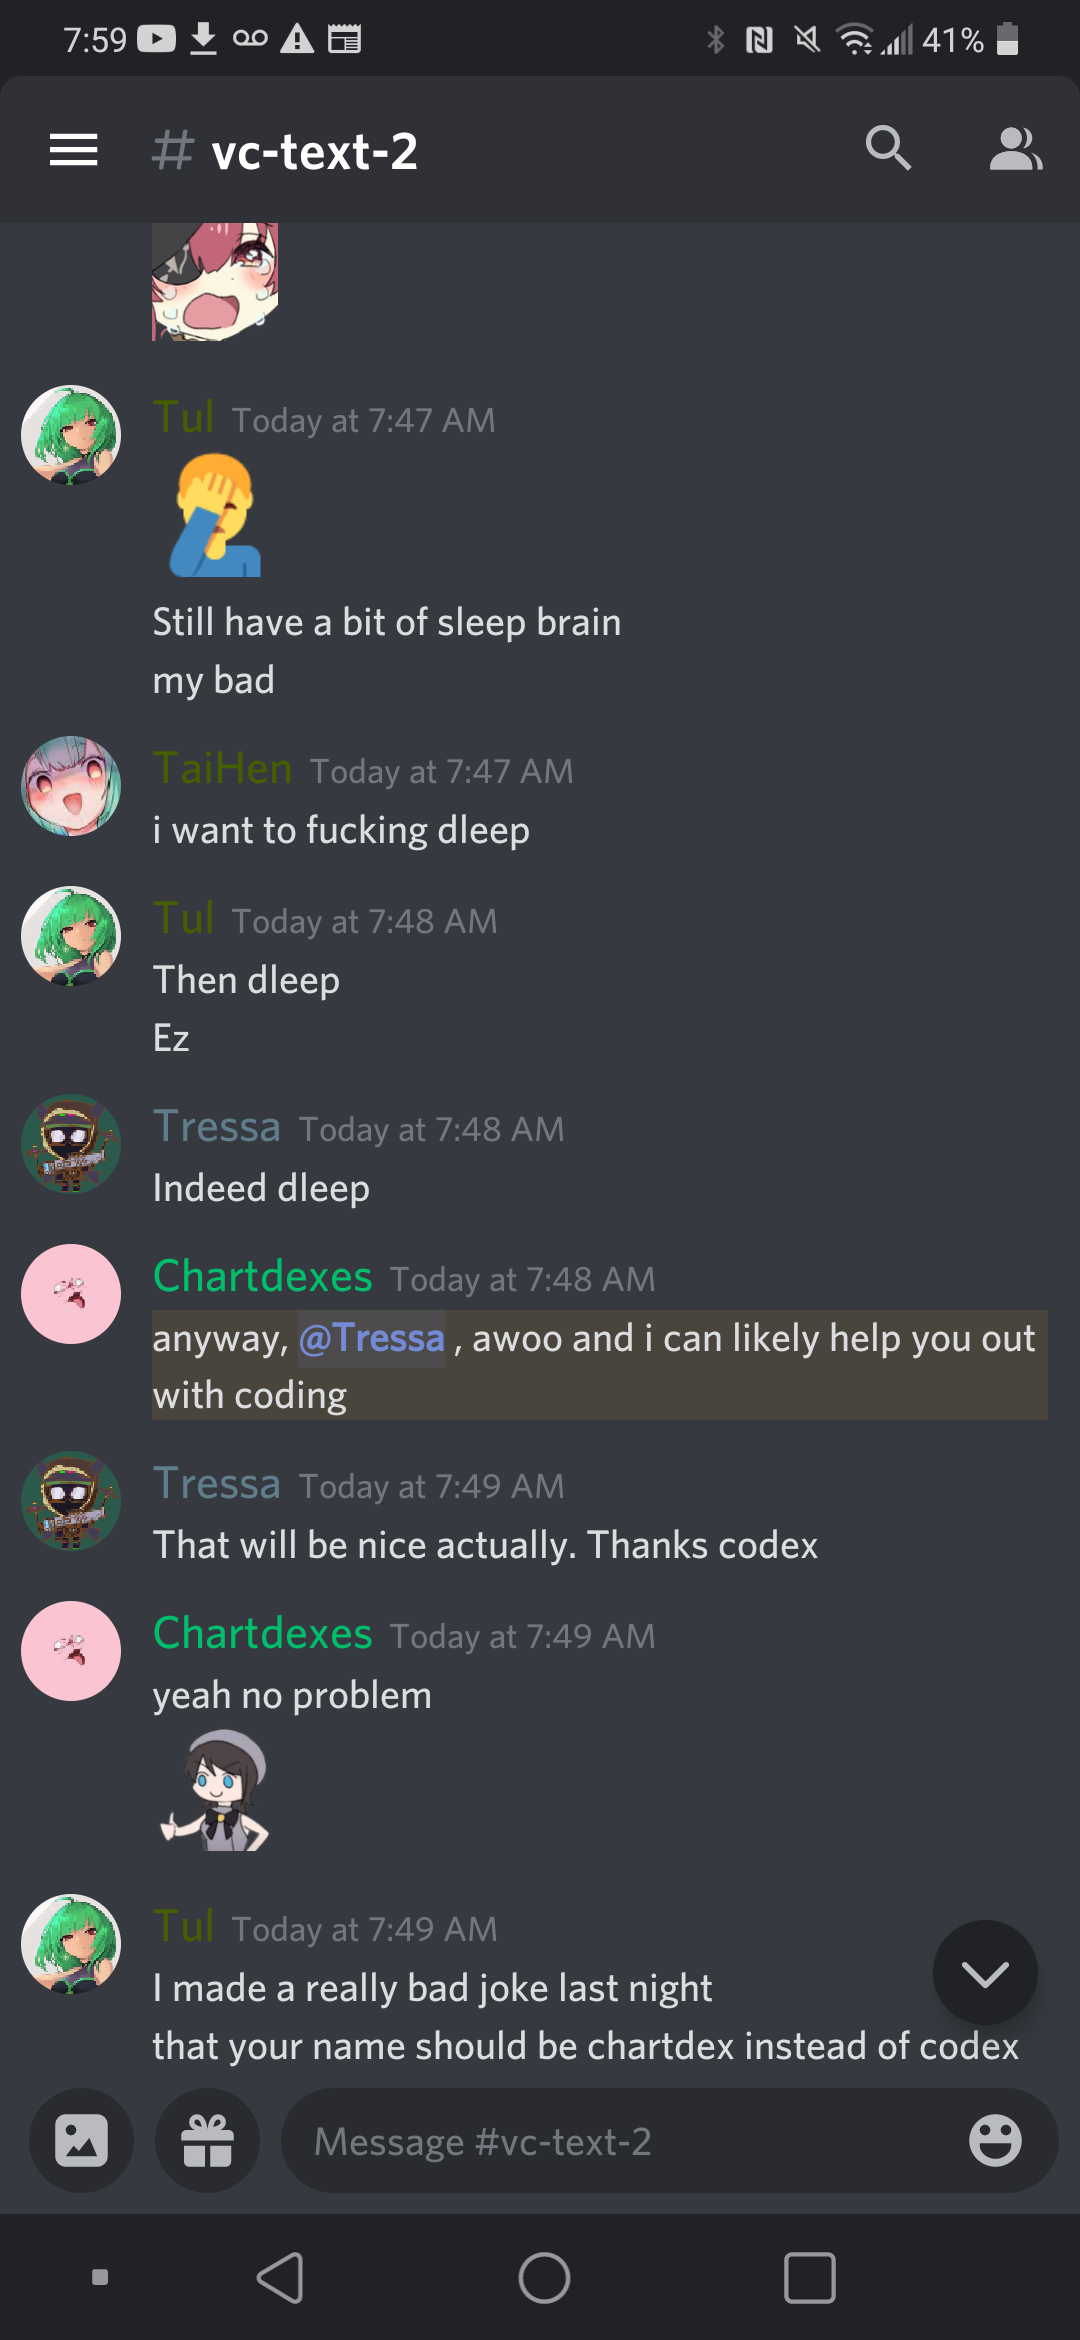 7:59 41%
# vc-text-2
Tul Today at 7:47 AM
Still have a bit of sleep brain
my bad
TaiHen Today at 7:47 AM
i want to fucking dleep
Tul Today at 7:48 AM
Then dleep
Ez
Tressa Today at 7:48 AM
Indeed dleep
Chartdexes Today at 7:48 AM
anyway, @Tressa , awoo and i can likely help you out
with coding
Tressa Today at 7:49 AM
That will be nice actually. Thanks codex
Chartdexes Today at 7:49 AM
yeah no problem
Tul Today at 7:49 AM
I made a really bad joke last night
that your name should be chartdex instead of codex
Message #vc-text-2